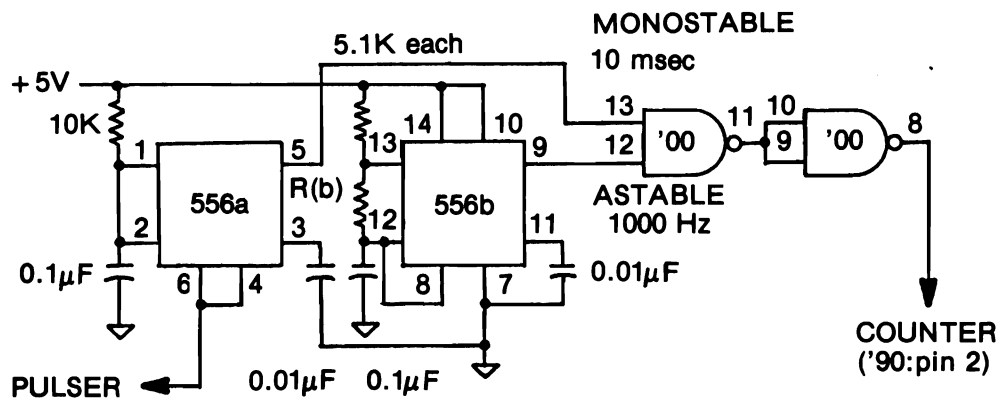 MONOSTABLE
10 msec
5.1K each
+5V
10K
1
2
556a
5
R(b)
3
6
4
0.1µF
13
12
14
10
556b
9
11
8
7
0.01µF
ASTABLE
1000 Hz
13
12
'00
11
10
9
'00
8
PULSER
0.01µF
0.1µF
COUNTER
('90:pin 2)